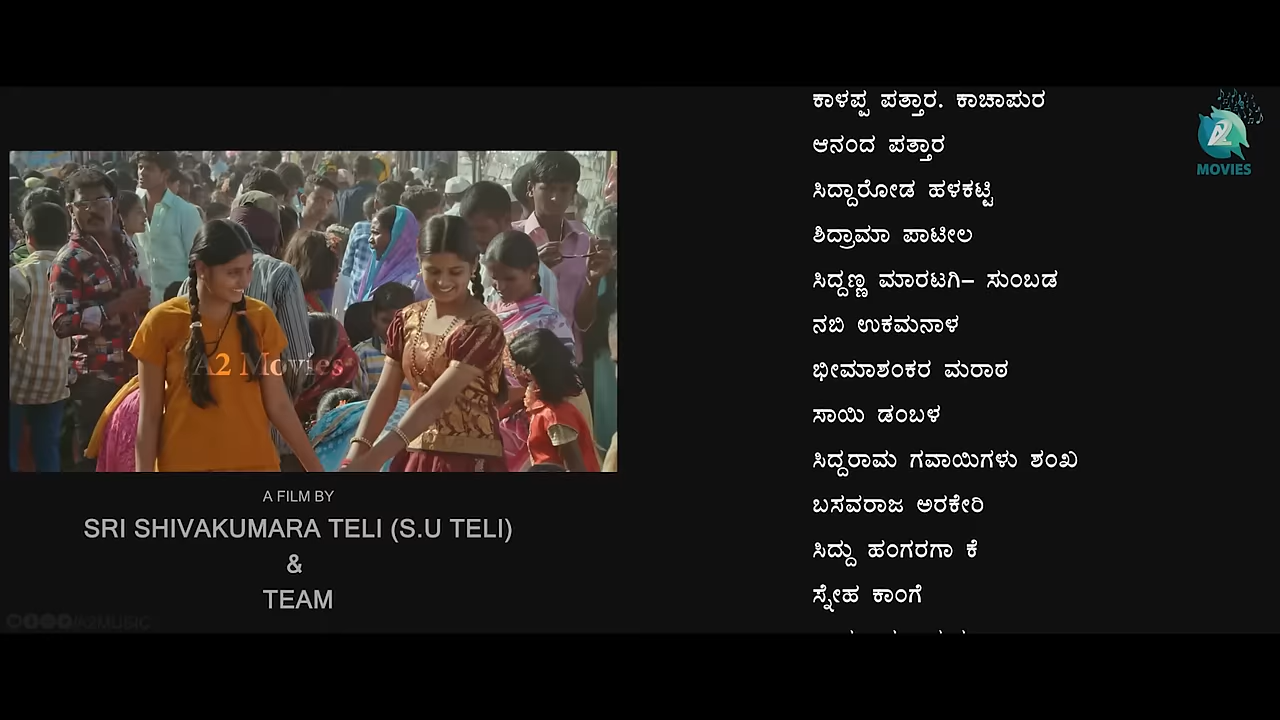 A2 Movies
A FILM BY
SRI SHIVAKUMARA TELI (S.U TELI)
&
TEAM
ಕಾಳಪ್ಪ ಪತ್ತಾರ. ಕಾಚಾಪುರ
ಆನಂದ ಪತ್ತಾರ
ಸಿದ್ದಾರೋಡ ಹಳಕಟ್ಟಿ
ಶಿದ್ರಾಮಾ ಪಾಟೀಲ
ಸಿದ್ದಣ್ಣ ಮಾರಟಗಿ– ಸುಂಬಡ
ನಬಿ ಉಕಮನಾಳ
ಭೀಮಾಶಂಕರ ಮರಾಠ
ಸಾಯಿ ಡಂಬಳ
ಸಿದ್ದರಾಮ ಗವಾಯಿಗಳು ಶಂಖ
ಬಸವರಾಜ ಅರಕೇರಿ
ಸಿದ್ದು ಹಂಗರಗಾ ಕೆ
ಸ್ನೇಹ ಕಾಂಗೆ
MOVIES
/A2MUSIC